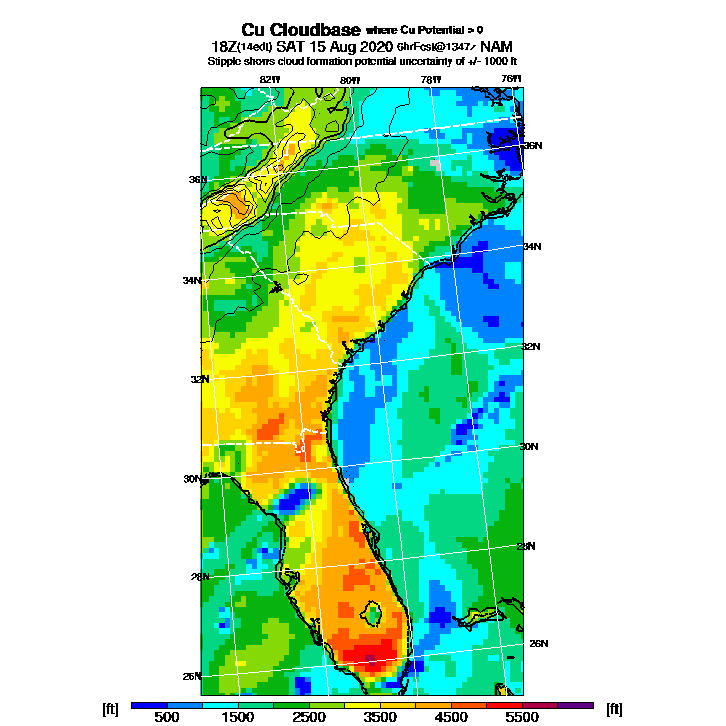 Cu Cloudbase where Cu Potential > 0
18Z(14edt) SAT 15 Aug 2020 6hrFcst@1347z NAM
Stipple shows cloud formation potential uncertainty of +/- 1000 ft
82W 80W 78W 76W
36N 36N
34N 34N
32N 32N
30N 30N
28N 28N
26N 26N
[ft] 500 1500 2500 3500 4500 5500 [ft]